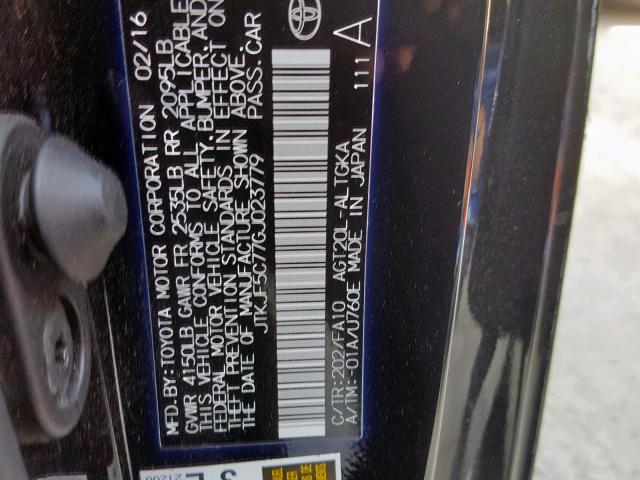 MFD.BY:TOYOTA MOTOR CORPORATION 02/16
GVWR 4150LB GAWR FR 2535LB RR 2095LB
THIS VEHICLE CONFORMS TO ALL APPLICABLE
FEDERAL MOTOR VEHICLE SAFETY,BUMPER,AND
THEFT PREVENTION STANDARDS IN EFFECT ON
THE DATE OF MANUFACTURE SHOWN ABOVE.
JTKJF5C77GJ023779 PASS.CAR
C/TR:202/FA10 AGT20L-ALTGKA
A/TM:-01A/U760E MADE IN JAPAN 111 A